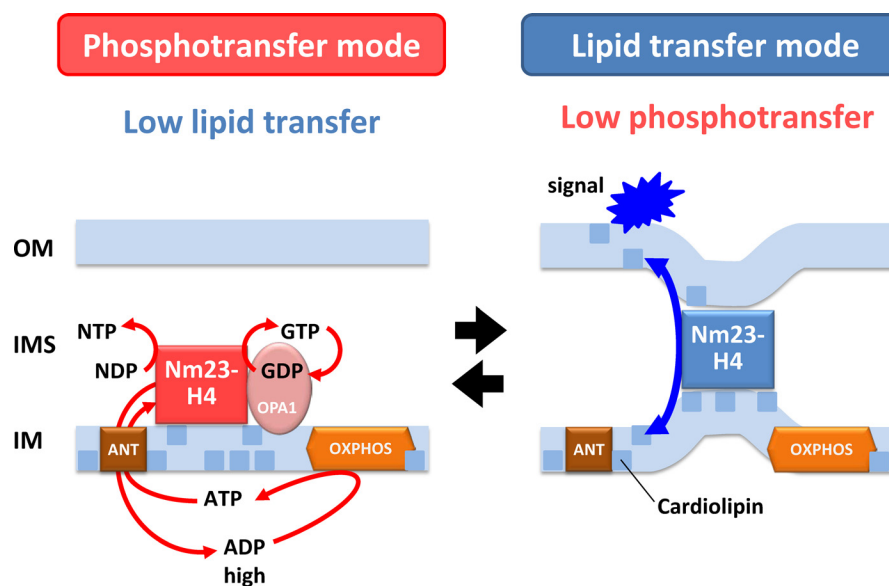 Phosphotransfer mode
Low lipid transfer
OM
IMS
IM
NTP
NDP
Nm23-
H4
GTP
GDP
OPA1
ANT
OXPHOS
ATP
ADP
high
Lipid transfer mode
Low phosphotransfer
signal
Nm23-
H4
ANT
OXPHOS
Cardiolipin